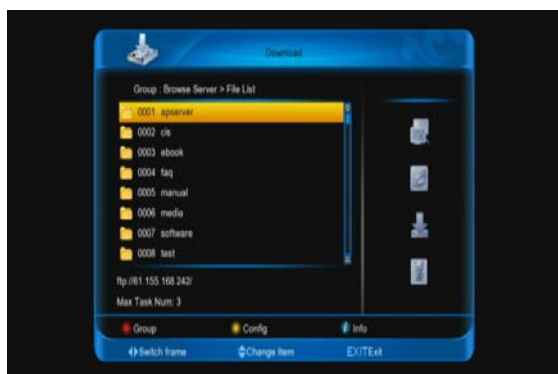 Download
Group : Browse Server > File List
0001 apserver
0002 cis
0003 ebook
0004 faq
0005 manual
0006 media
0007 software
0008 test
ftp://61.155.168.242/
Max Task Num: 3
Group Config Info
Switch frame Change Item EXITExit